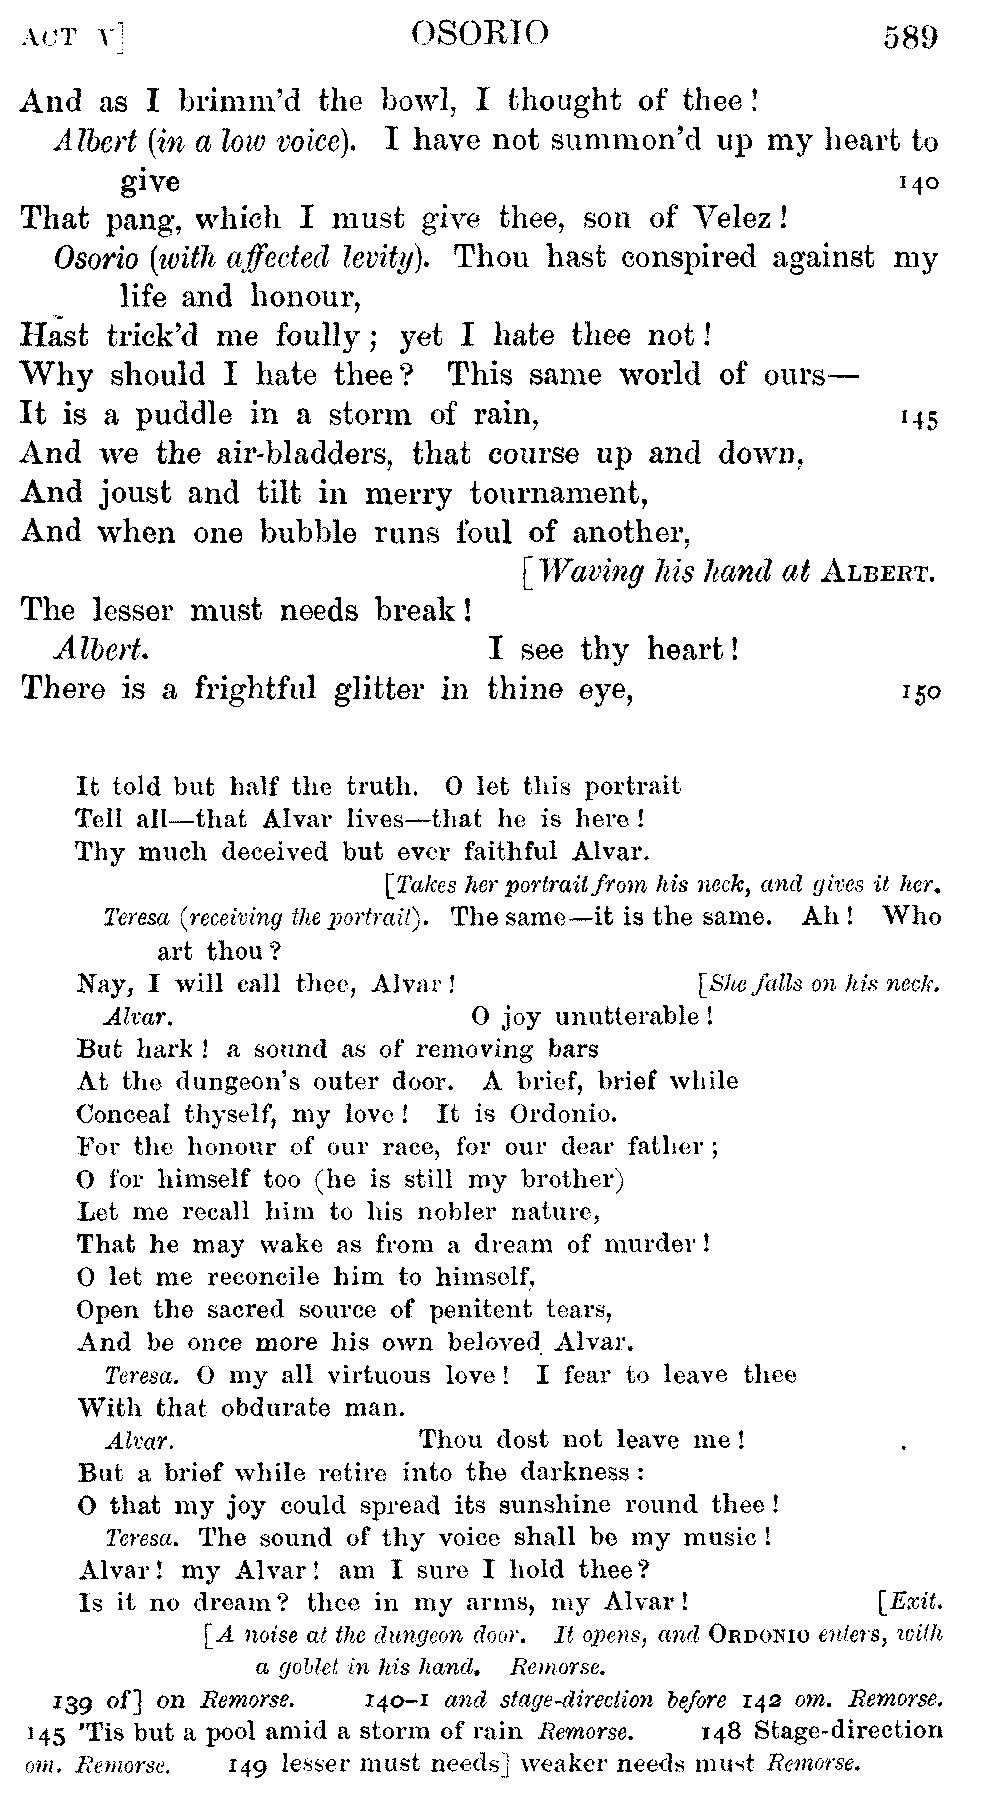 ACT V] OSORIO 589
And as I brimm'd the bowl, I thought of thee!
Albert (in a low voice). I have not summon'd up my heart to
give 140
That pang, which I must give thee, son of Velez!
Osorio (with affected levity). Thou hast conspired against my
life and honour,
Hast trick'd me foully; yet I hate thee not!
Why should I hate thee? This same world of ours—
It is a puddle in a storm of rain, 145
And we the air-bladders, that course up and down,
And joust and tilt in merry tournament,
And when one bubble runs foul of another,
[Waving his hand at ALBERT.
The lesser must needs break!
Albert. I see thy heart!
There is a frightful glitter in thine eye, 150
It told but half the truth. O let this portrait
Tell all—that Alvar lives—that he is here!
Thy much deceived but ever faithful Alvar.
[Takes her portrait from his neck, and gives it her.
Teresa (receiving the portrait). The same—it is the same. Ah! Who
art thou?
Nay, I will call thee, Alvar! [She falls on his neck.
Alvar. O joy unutterable!
But hark! a sound as of removing bars
At the dungeon's outer door. A brief, brief while
Conceal thyself, my love! It is Ordonio.
For the honour of our race, for our dear father;
O for himself too (he is still my brother)
Let me recall him to his nobler nature,
That he may wake as from a dream of murder!
O let me reconcile him to himself,
Open the sacred source of penitent tears,
And be once more his own beloved Alvar.
Teresa. O my all virtuous love! I fear to leave thee
With that obdurate man.
Alvar. Thou dost not leave me!
But a brief while retire into the darkness:
O that my joy could spread its sunshine round thee!
Teresa. The sound of thy voice shall be my music!
Alvar! my Alvar! am I sure I hold thee?
Is it no dream? thee in my arms, my Alvar! [Exit.
[A noise at the dungeon door. It opens, and ORDONIO enters, with
a goblet in his hand. Remorse.
139 of] on Remorse. 140-1 and stage-direction before 142 om. Remorse.
145 'Tis but a pool amid a storm of rain Remorse. 148 Stage-direction
om. Remorse. 149 lesser must needs] weaker needs must Remorse.